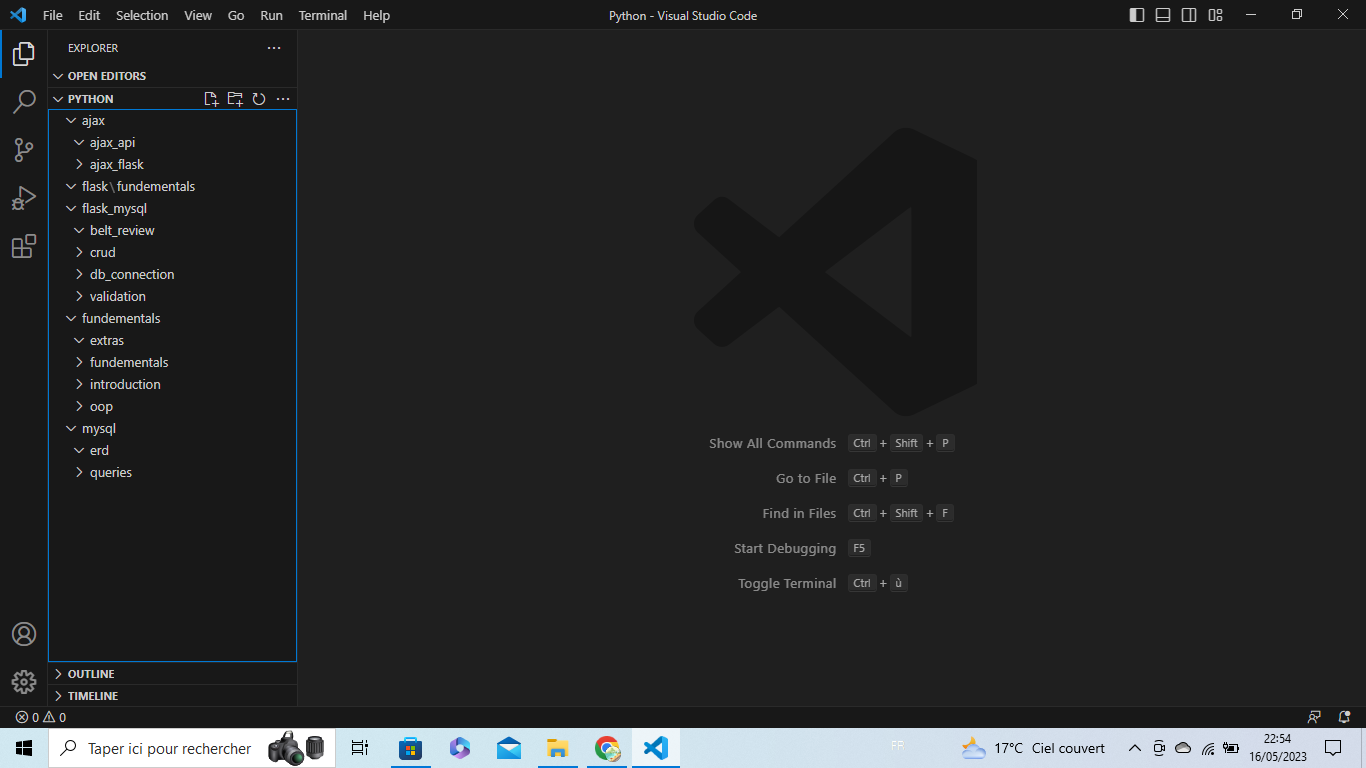 File Edit Selection View Go Run Terminal Help Python - Visual Studio Code
EXPLORER
OPEN EDITORS
PYTHON
ajax
ajax_api
ajax_flask
flask\fundementals
flask_mysql
belt_review
crud
db_connection
validation
fundementals
extras
fundementals
introduction
oop
mysql
erd
queries
OUTLINE
TIMELINE
Show All Commands Ctrl + Shift + P
Go to File Ctrl + P
Find in Files Ctrl + Shift + F
Start Debugging F5
Toggle Terminal Ctrl + ù
0 0
Taper ici pour rechercher
FR
17°C Ciel couvert
22:54
16/05/2023